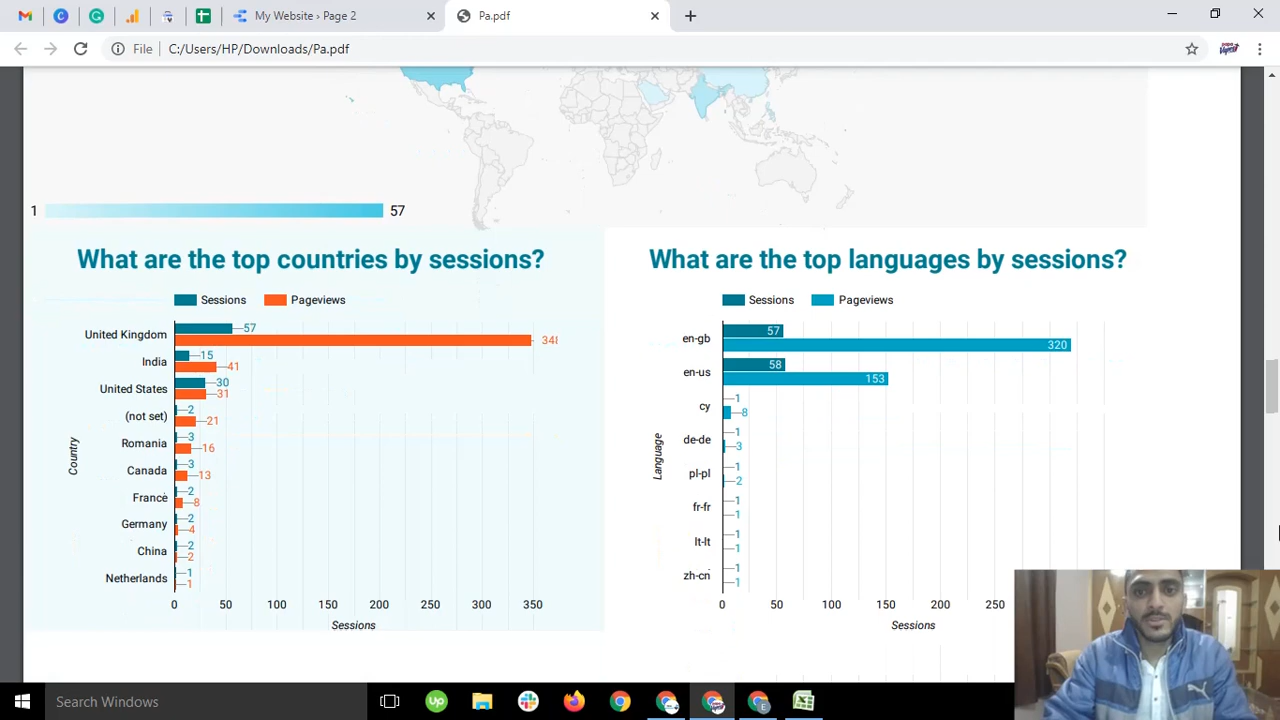 My Website › Page 2
Pa.pdf
File
C:/Users/HP/Downloads/Pa.pdf
1
57
What are the top countries by sessions?
Sessions
Pageviews
United Kingdom
57
348
India
15
41
United States
30
31
(not set)
2
21
Romania
3
16
Canada
3
13
France
2
8
Germany
2
4
China
2
2
Netherlands
1
1
Country
0
50
100
150
200
250
300
350
Sessions
What are the top languages by sessions?
Sessions
Pageviews
en-gb
57
320
en-us
58
153
cy
1
8
de-de
1
3
pl-pl
1
2
fr-fr
1
1
lt-lt
1
1
zh-cn
1
1
Language
0
50
100
150
200
250
Sessions
Search Windows